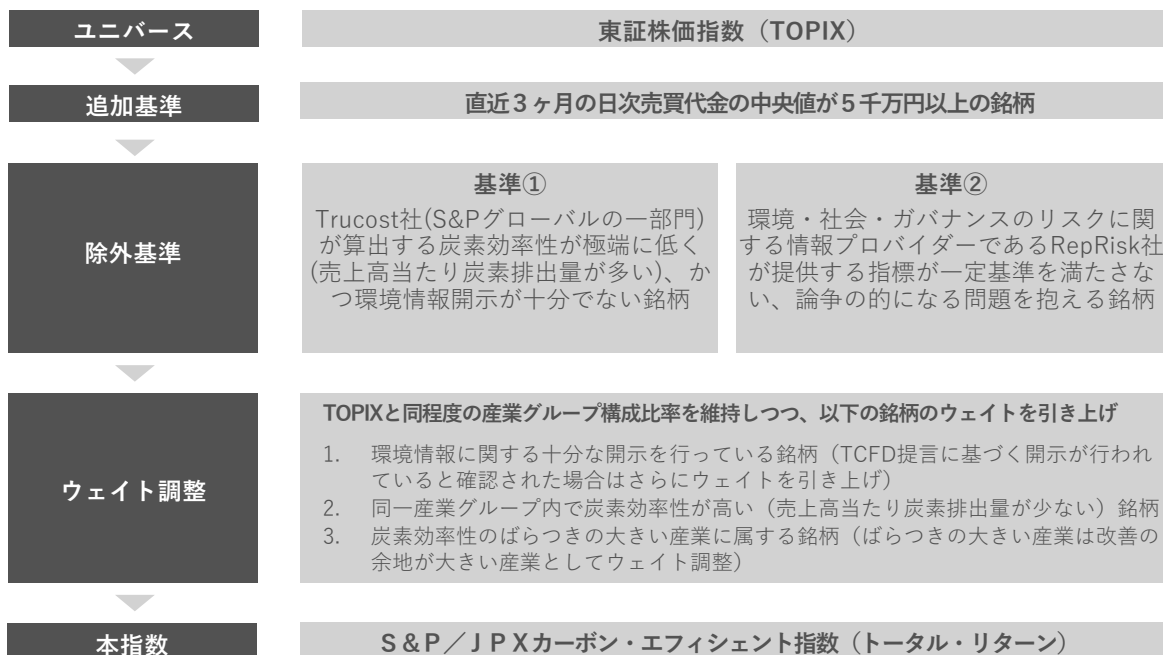 ユニバース
東証株価指数（TOPIX）
追加基準
直近３ヶ月の日次売買代金の中央値が５千万円以上の銘柄
除外基準
基準①
Trucost社(S&Pグローバルの一部門)
が算出する炭素効率性が極端に低く
(売上高当たり炭素排出量が多い)、か
つ環境情報開示が十分でない銘柄
基準②
環境・社会・ガバナンスのリスクに関
する情報プロバイダーであるRepRisk社
が提供する指標が一定基準を満たさな
い、論争の的になる問題を抱える銘柄
ウェイト調整
TOPIXと同程度の産業グループ構成比率を維持しつつ、以下の銘柄のウェイトを引き上げ
1. 環境情報に関する十分な開示を行っている銘柄（TCFD提言に基づく開示が行われ
ていると確認された場合はさらにウェイトを引き上げ）
2. 同一産業グループ内で炭素効率性が高い（売上高当たり炭素排出量が少ない）銘柄
3. 炭素効率性のばらつきの大きい産業に属する銘柄（ばらつきの大きい産業は改善の
余地が大きい産業としてウェイト調整）
本指数
Ｓ＆Ｐ／ＪＰＸカーボン・エフィシェント指数（トータル・リターン）